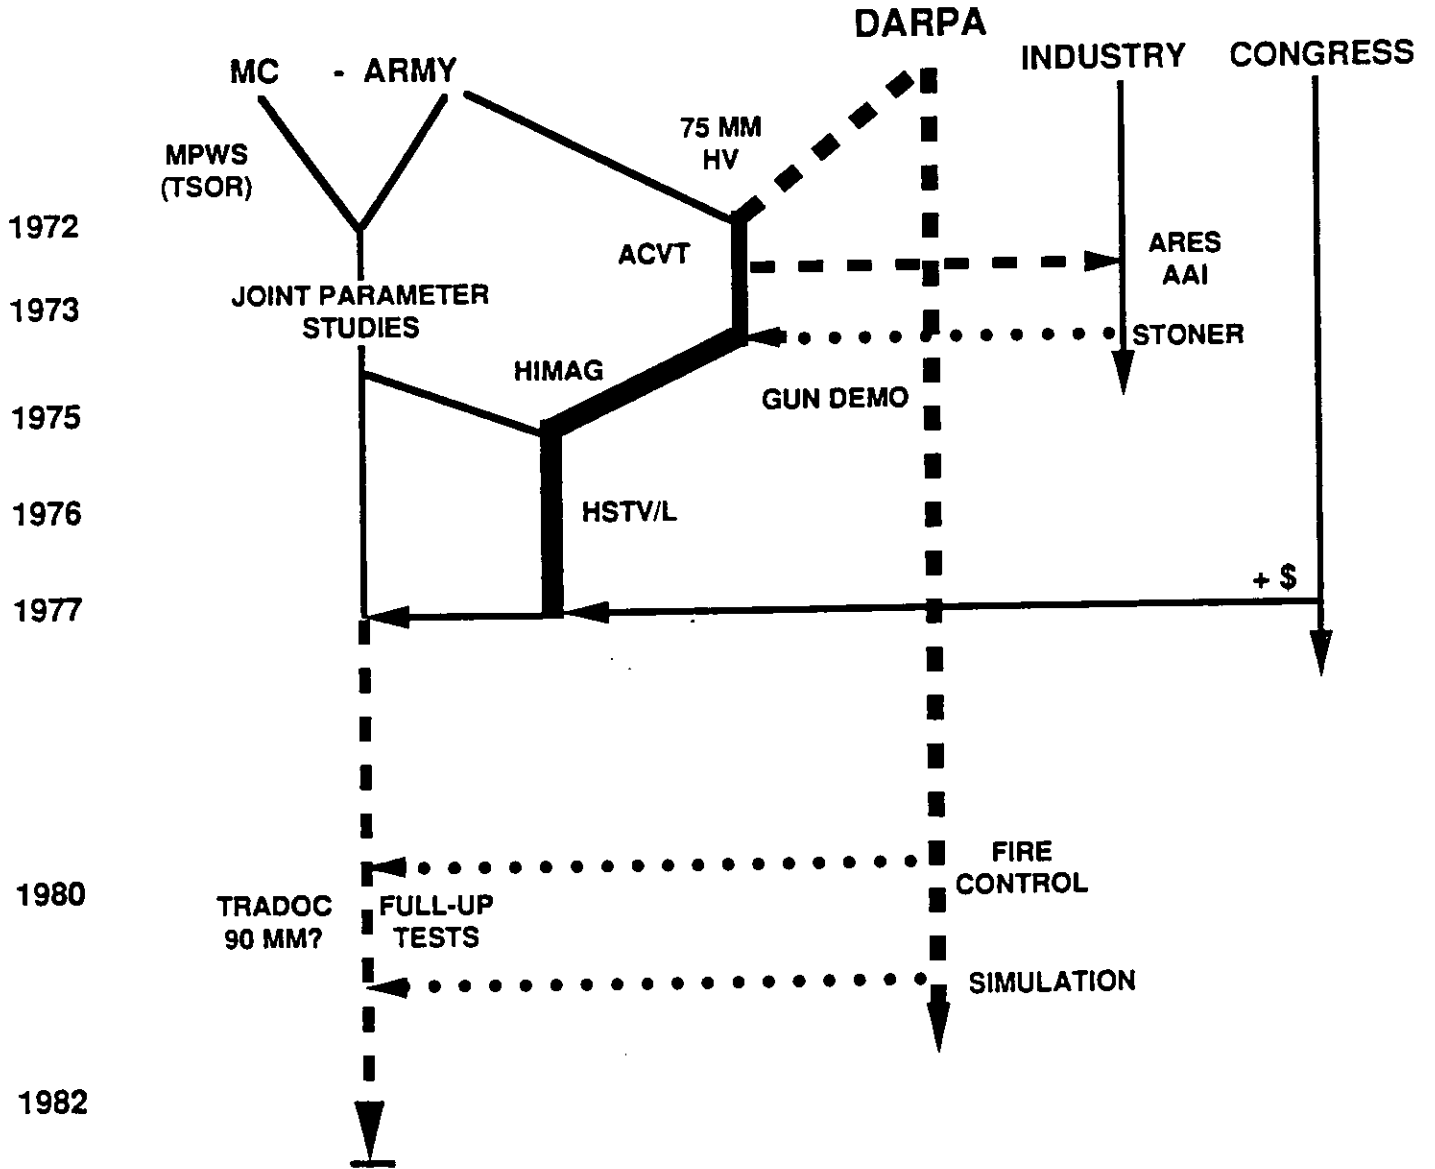 DARPA
MC - ARMY
INDUSTRY
CONGRESS
75 MM
HV
MPWS
(TSOR)
1972
ACVT
ARES
AAI
1973
JOINT PARAMETER
STUDIES
STONER
HIMAG
GUN DEMO
1975
1976
HSTV/L
+ $
1977
FIRE
CONTROL
1980
TRADOC
90 MM?
FULL-UP
TESTS
SIMULATION
1982